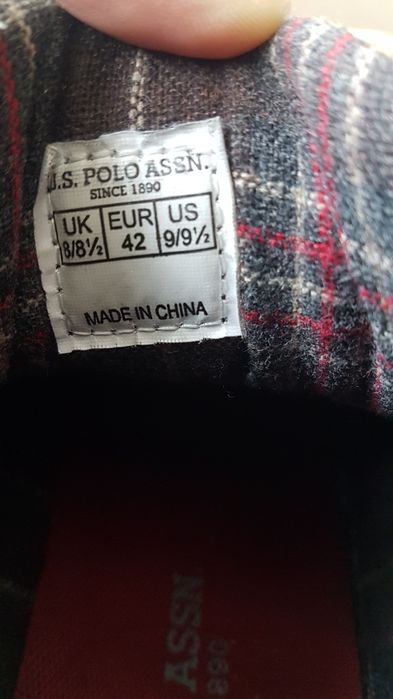 U.S. POLO ASSN.
SINCE 1890
UK EUR US
8/8½ 42 9/9½
MADE IN CHINA
ASSN.
890